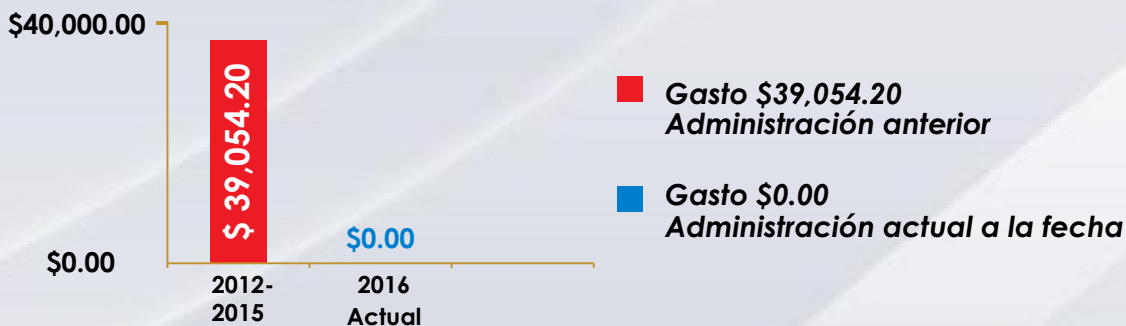 $40,000.00
$ 39,054.20
$0.00
$0.00
2012-
2015
2016
Actual
Gasto $39,054.20
Administración anterior
Gasto $0.00
Administración actual a la fecha